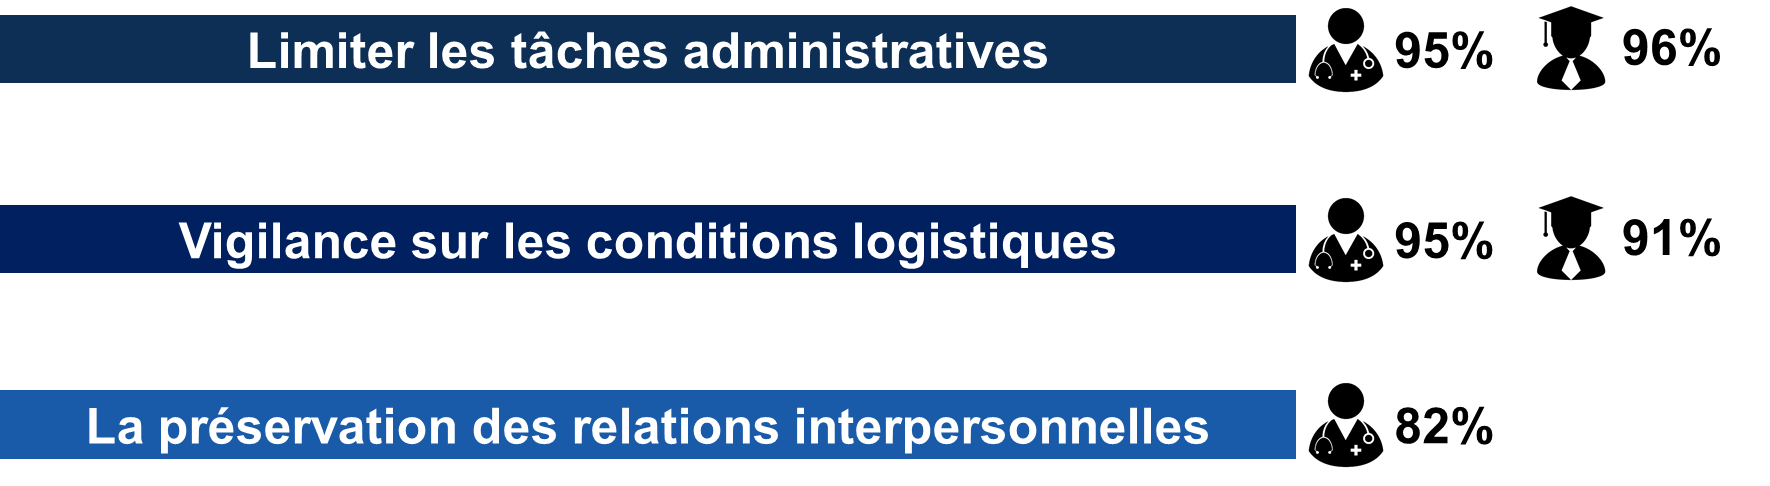 Limiter les tâches administratives 95% 96%
Vigilance sur les conditions logistiques 95% 91%
La préservation des relations interpersonnelles 82%